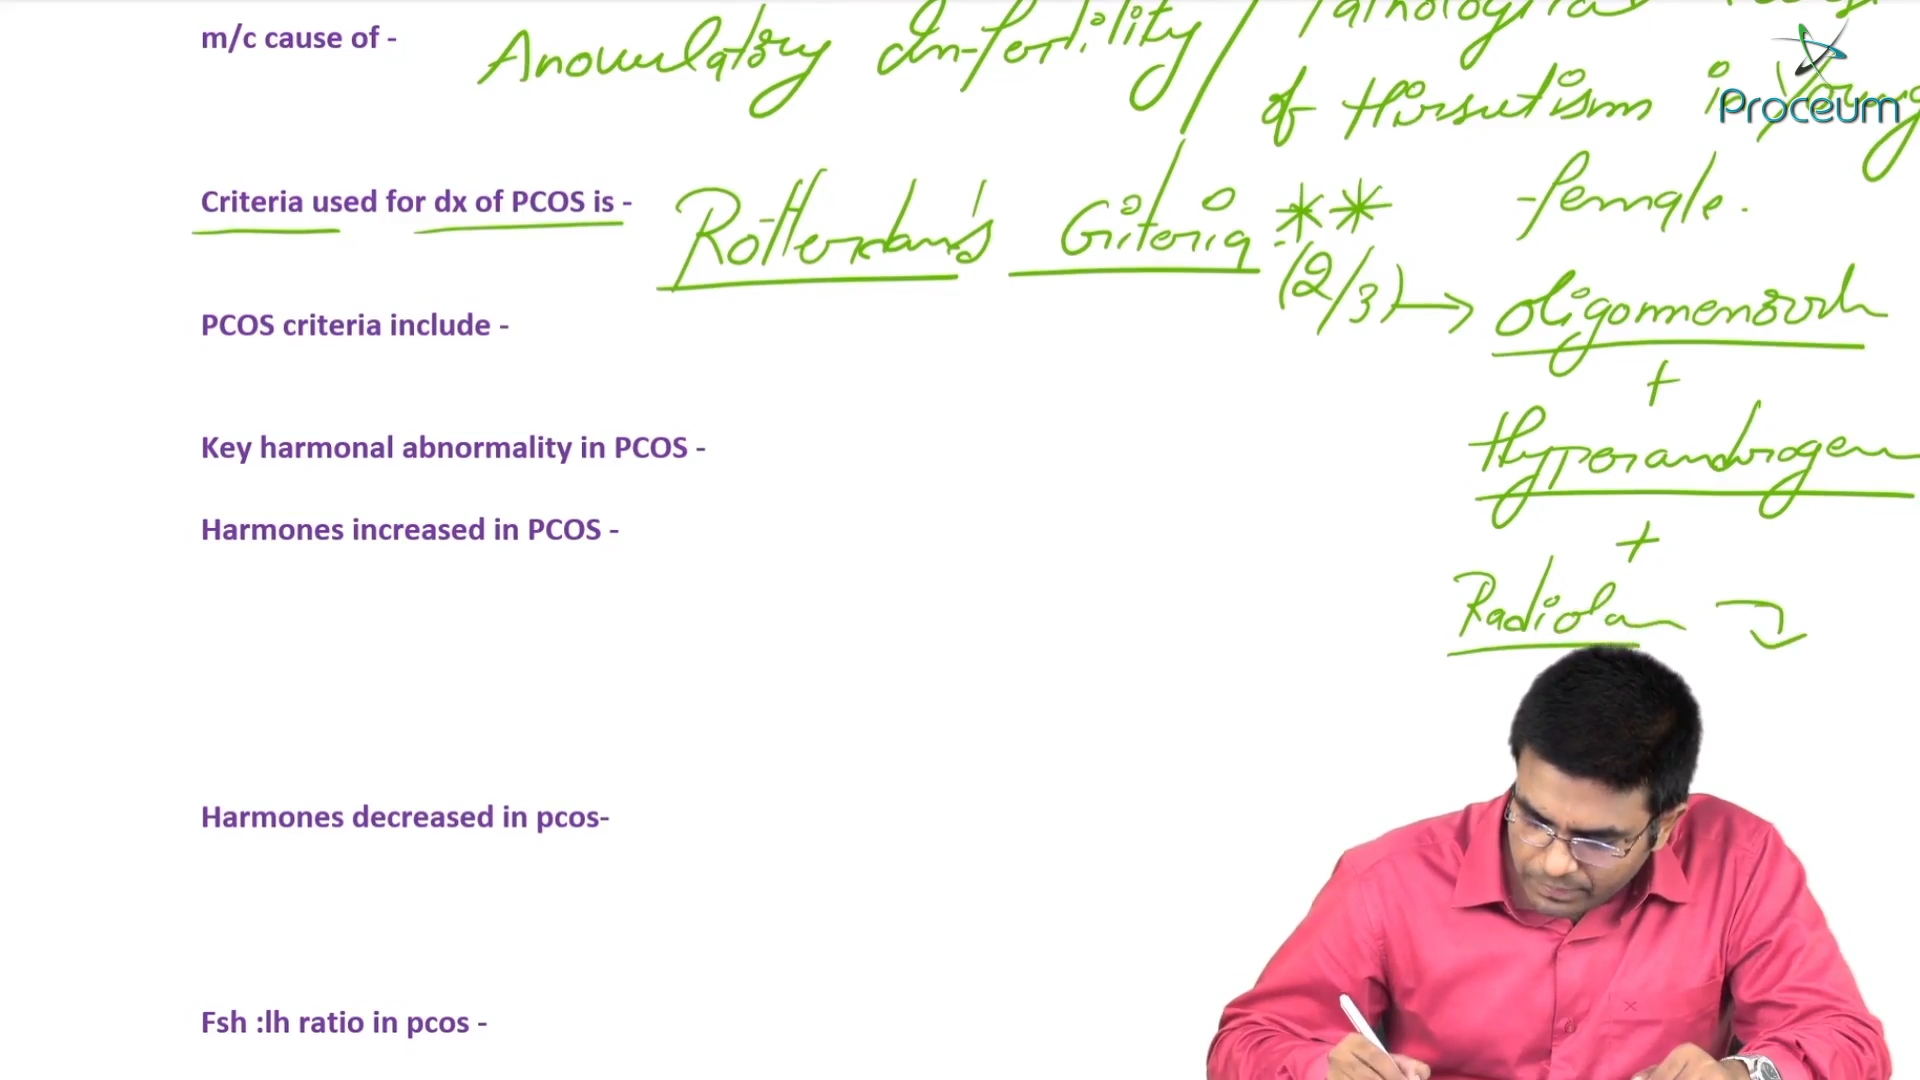 m/c cause of -
Anovulatory In-fertility / Pathological
of Hirsutism in Young
Proceum
-female.
Criteria used for dx of PCOS is -
Rotterdam's Criteria **
(2/3) → oligomenorrh
PCOS criteria include -
+
Hyperandrogen
Key harmonal abnormality in PCOS -
+
Harmones increased in PCOS -
Harmones decreased in pcos-
Fsh :lh ratio in pcos -